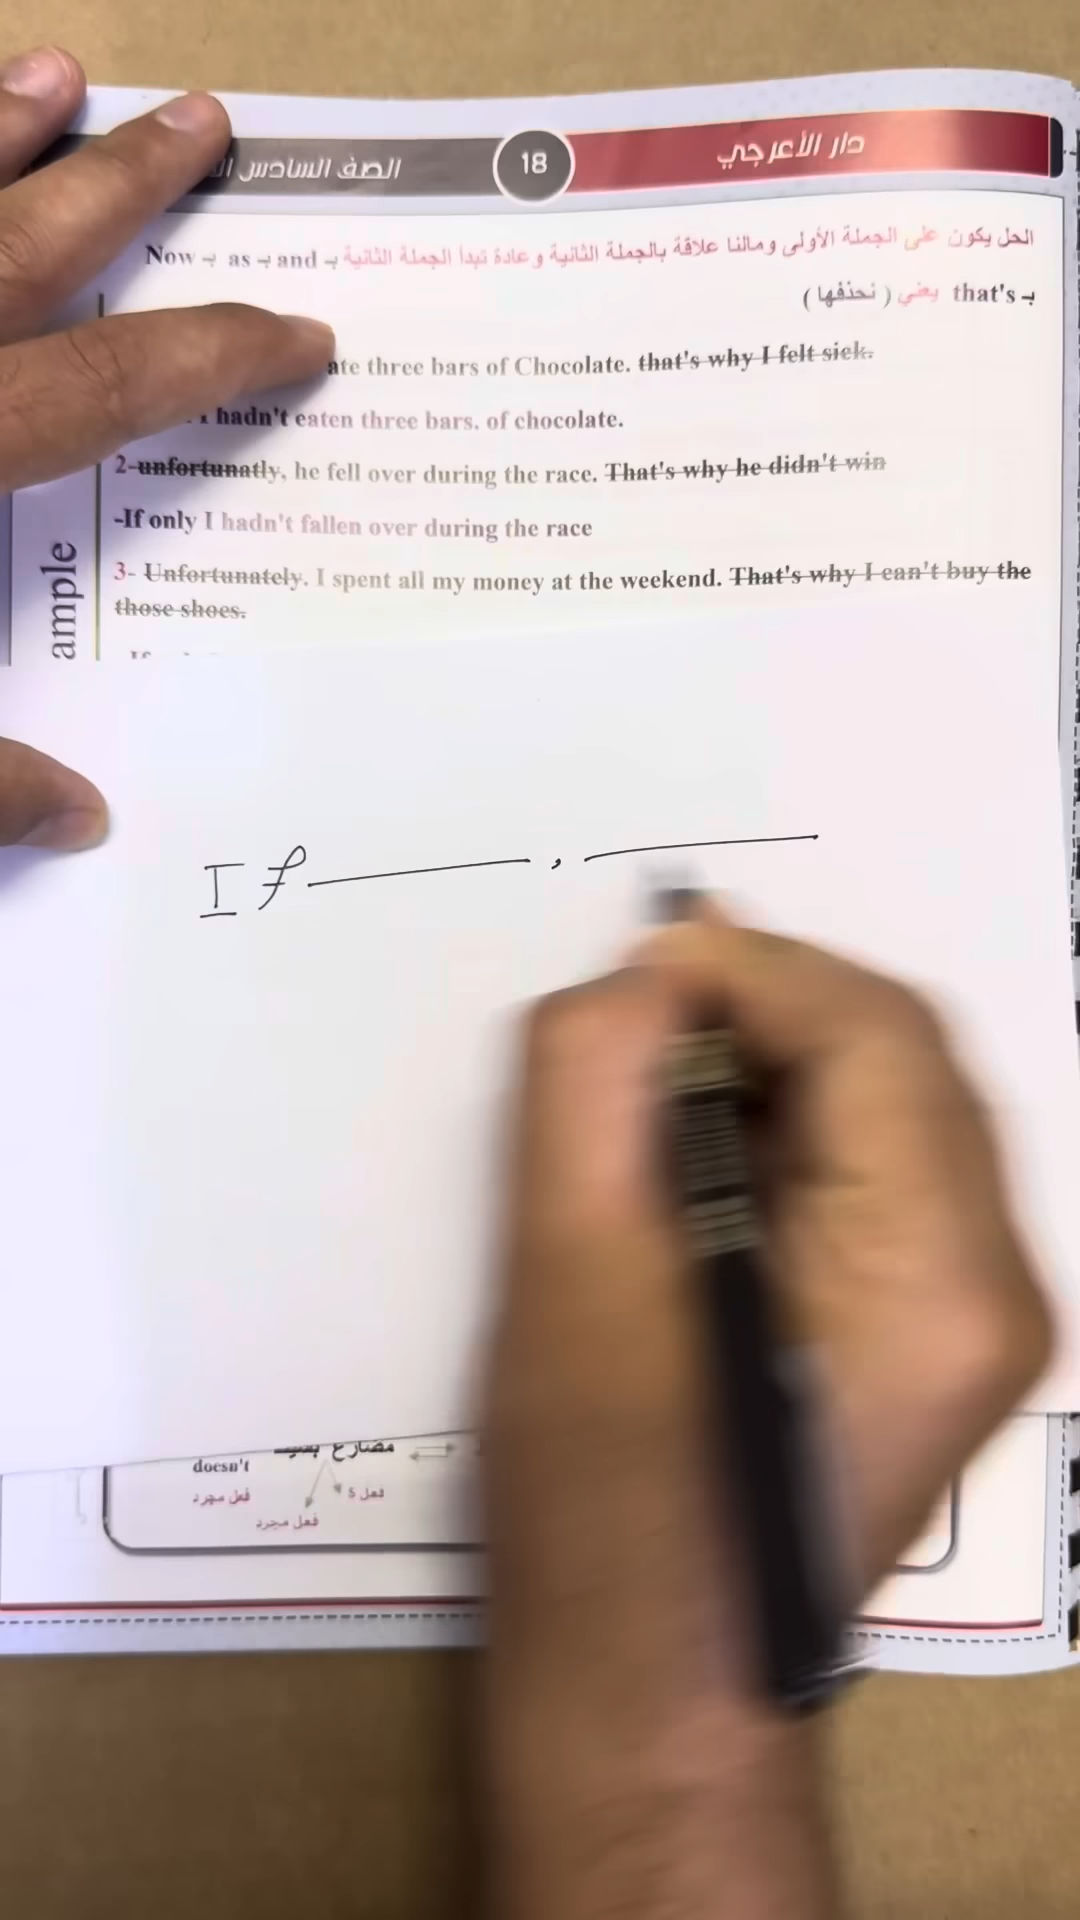 الصف السادس
18
دار الأعرجي
الحل يكون على الجملة الأولى ومالنا علاقة بالجملة الثانية و عادة تبدأ الجملة الثانية بـ and بـ as بـ Now
بـ that's يعني ( نحذفها )
ate three bars of Chocolate. that's why I felt sick.
I hadn't eaten three bars. of chocolate.
2-unfortunatly, he fell over during the race. That's why he didn't win
-If only I hadn't fallen over during the race
3- Unfortunately. I spent all my money at the weekend. That's why I can't buy the
those shoes.
ample
If ,
مضارع بسيط
doesn't
فعل s
فعل مجرد
فعل مجرد